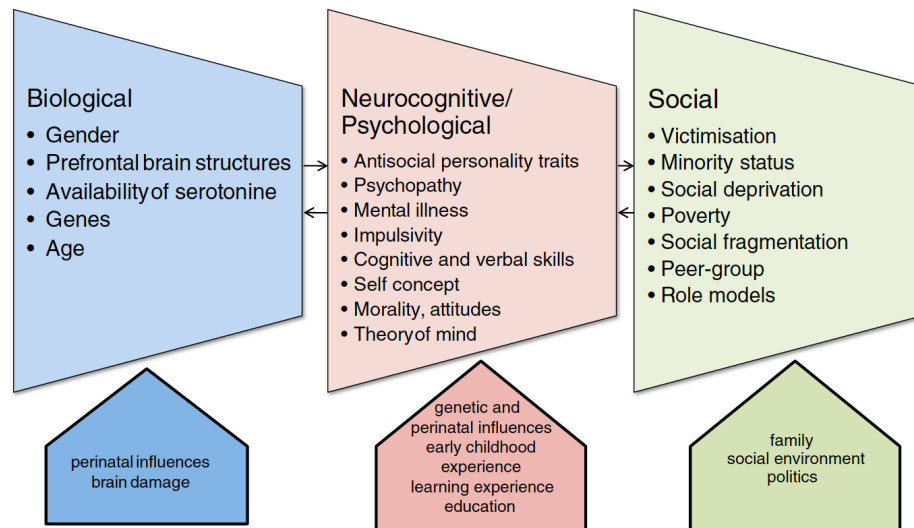 Biological
• Gender
• Prefrontal brain structures
• Availability of serotonine
• Genes
• Age
Neurocognitive/
Psychological
• Antisocial personality traits
• Psychopathy
• Mental illness
• Impulsivity
• Cognitive and verbal skills
• Self concept
• Morality, attitudes
• Theory of mind
Social
• Victimisation
• Minority status
• Social deprivation
• Poverty
• Social fragmentation
• Peer-group
• Role models
perinatal influences
brain damage
genetic and
perinatal influences
early childhood
experience
learning experience
education
family
social environment
politics